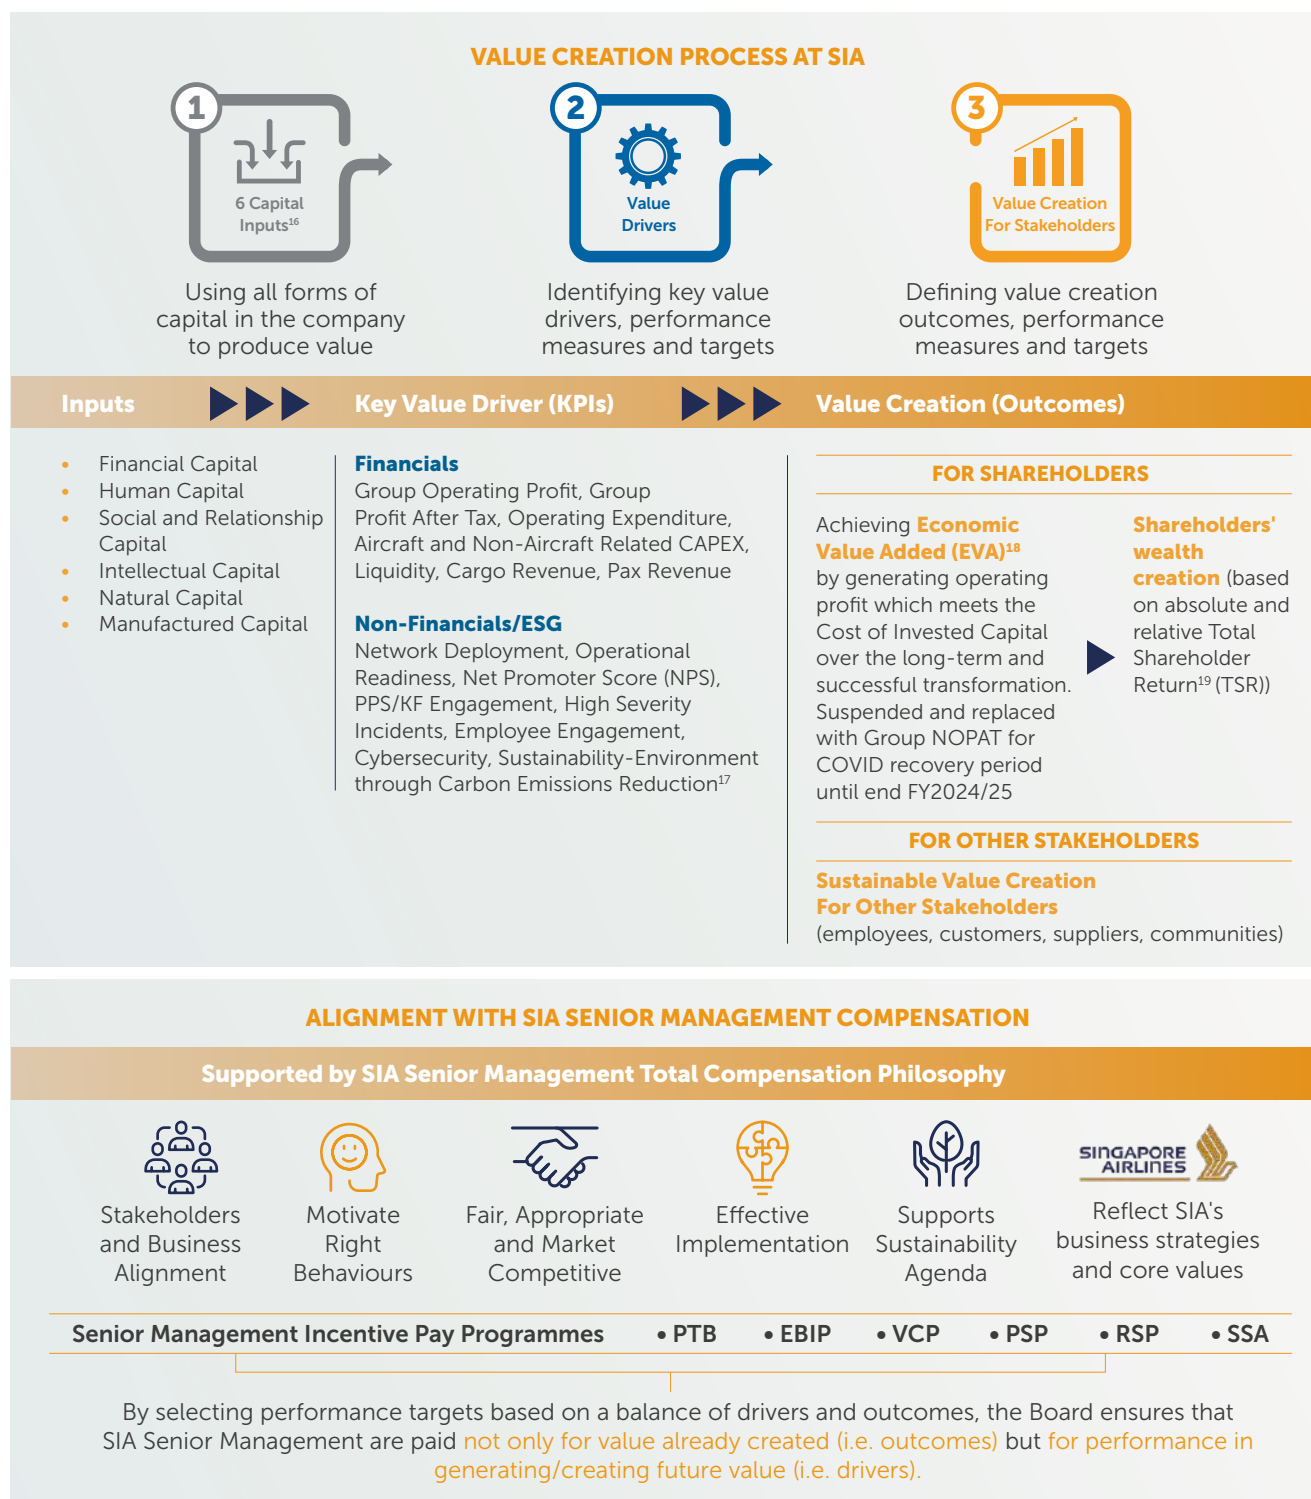 VALUE CREATION PROCESS AT SIA
1
6 Capital
Inputs16
Using all forms of
capital in the company
to produce value
2
Value
Drivers
Identifying key value
drivers, performance
measures and targets
3
Value Creation
For Stakeholders
Defining value creation
outcomes, performance
measures and targets
Inputs
Key Value Driver (KPIs)
Value Creation (Outcomes)
• Financial Capital
• Human Capital
• Social and Relationship
Capital
• Intellectual Capital
• Natural Capital
• Manufactured Capital
Financials
Group Operating Profit, Group
Profit After Tax, Operating Expenditure,
Aircraft and Non-Aircraft Related CAPEX,
Liquidity, Cargo Revenue, Pax Revenue
Non-Financials/ESG
Network Deployment, Operational
Readiness, Net Promoter Score (NPS),
PPS/KF Engagement, High Severity
Incidents, Employee Engagement,
Cybersecurity, Sustainability-Environment
through Carbon Emissions Reduction17
FOR SHAREHOLDERS
Achieving Economic
Value Added (EVA)18
by generating operating
profit which meets the
Cost of Invested Capital
over the long-term and
successful transformation.
Suspended and replaced
with Group NOPAT for
COVID recovery period
until end FY2024/25
Shareholders'
wealth
creation (based
on absolute and
relative Total
Shareholder
Return19 (TSR))
FOR OTHER STAKEHOLDERS
Sustainable Value Creation
For Other Stakeholders
(employees, customers, suppliers, communities)
ALIGNMENT WITH SIA SENIOR MANAGEMENT COMPENSATION
Supported by SIA Senior Management Total Compensation Philosophy
Stakeholders
and Business
Alignment
Motivate
Right
Behaviours
Fair, Appropriate
and Market
Competitive
Effective
Implementation
Supports
Sustainability
Agenda
SINGAPORE
AIRLINES
Reflect SIA's
business strategies
and core values
Senior Management Incentive Pay Programmes • PTB • EBIP • VCP • PSP • RSP • SSA
By selecting performance targets based on a balance of drivers and outcomes, the Board ensures that
SIA Senior Management are paid not only for value already created (i.e. outcomes) but for performance in
generating/creating future value (i.e. drivers).